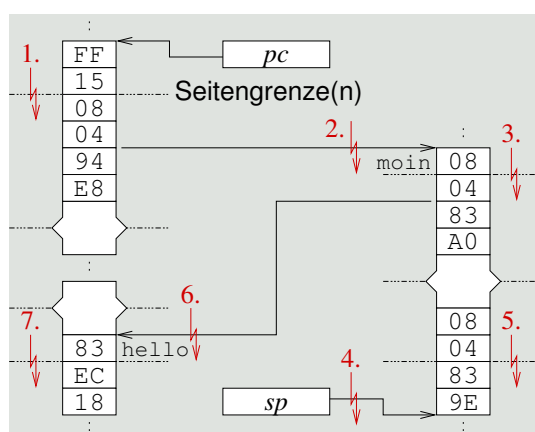 1.
FF
pc
15
Seitengrenze(n)
08
04
2.
3.
94
moin
08
E8
04
83
A0
6.
7.
08
5.
83
hello
04
EC
4.
83
18
sp
9E